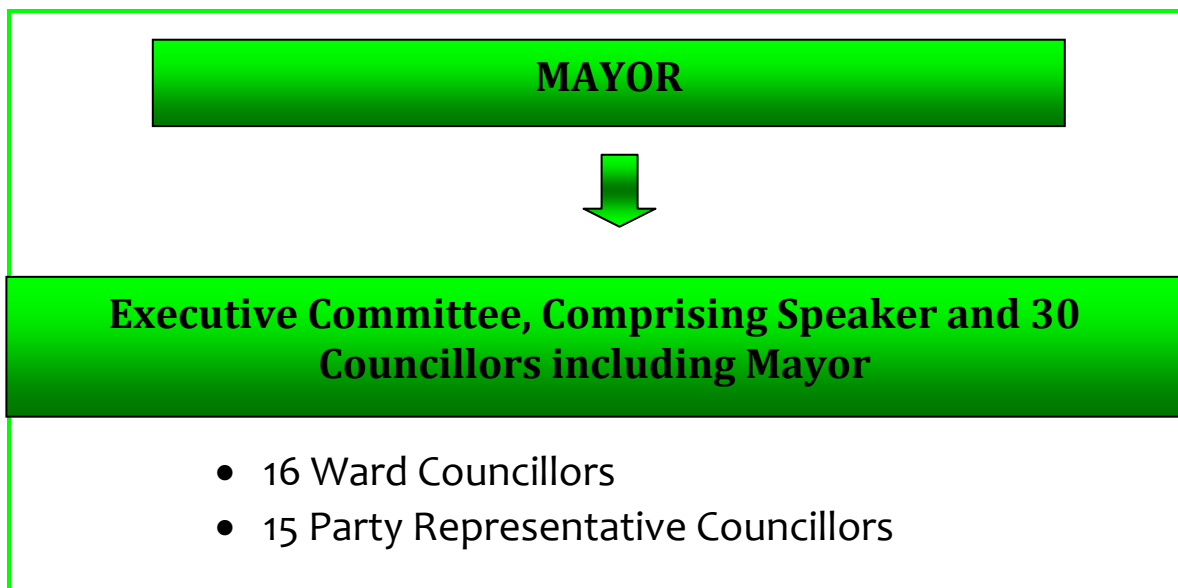 MAYOR
Executive Committee, Comprising Speaker and 30
Councillors including Mayor
• 16 Ward Councillors
• 15 Party Representative Councillors